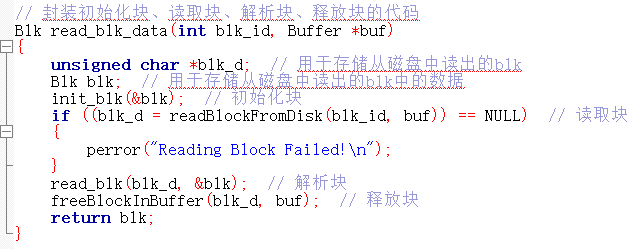 // 封装初始化块、读取块、解析块、释放块的代码
Blk read_blk_data(int blk_id, Buffer *buf)
{
    unsigned char *blk_d;  // 用于存储从磁盘中读出的blk
    Blk blk;  // 用于存储从磁盘中读出的blk中的数据
    init_blk(&blk);  // 初始化块
    if ((blk_d = readBlockFromDisk(blk_id, buf)) == NULL)  // 读取块
    {
        perror("Reading Block Failed!\n");
    }
    read_blk(blk_d, &blk);  // 解析块
    freeBlockInBuffer(blk_d, buf);  // 释放块
    return blk;
}